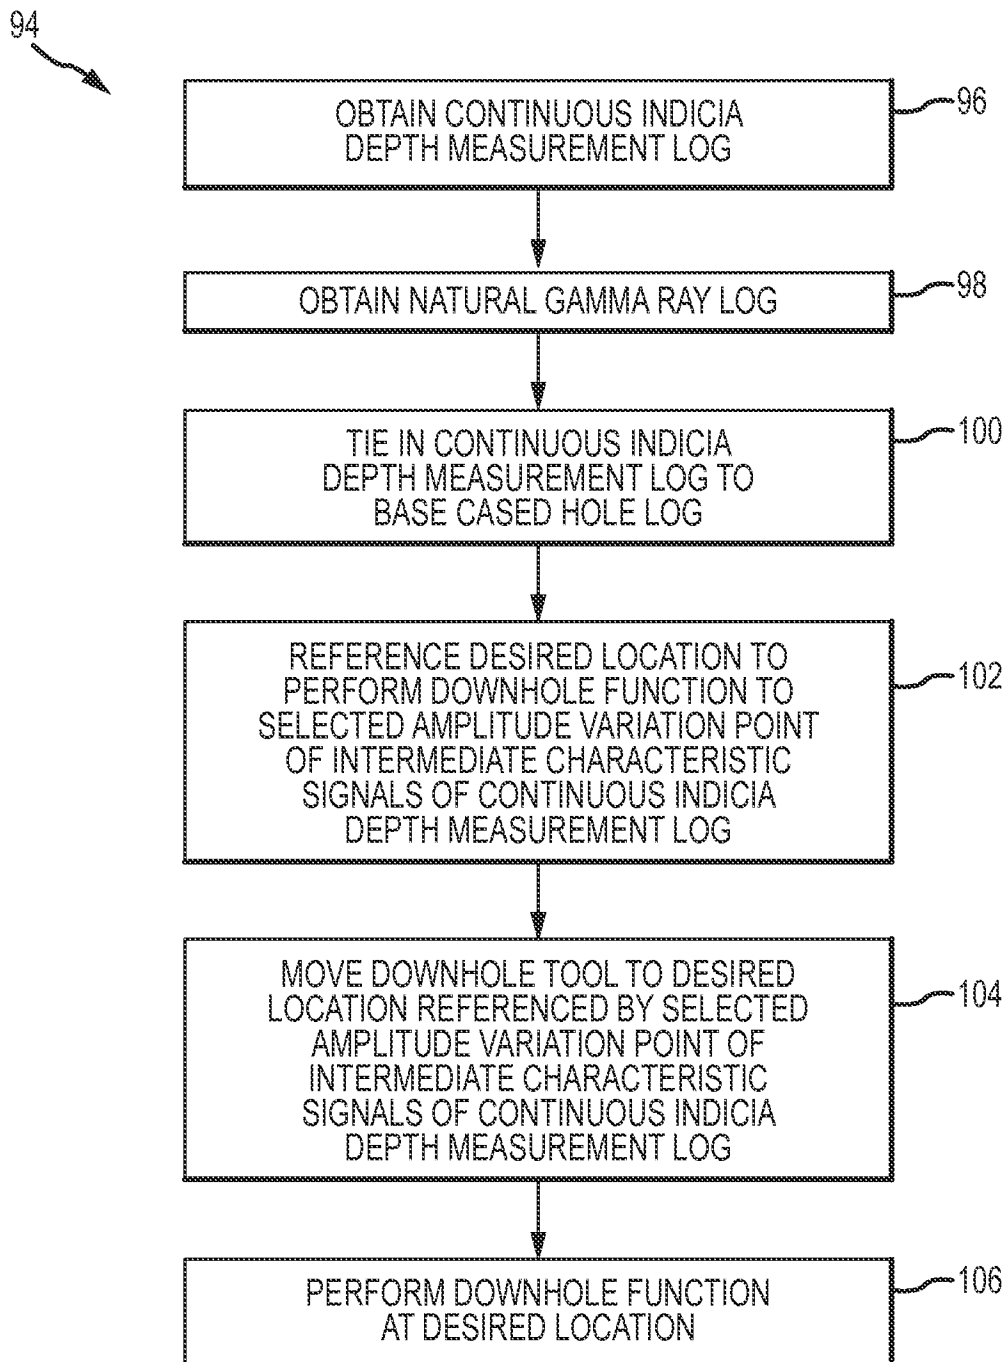 94
OBTAIN CONTINUOUS INDICIA
DEPTH MEASUREMENT LOG
96
OBTAIN NATURAL GAMMA RAY LOG
98
TIE IN CONTINUOUS INDICIA
DEPTH MEASUREMENT LOG TO
BASE CASED HOLE LOG
100
REFERENCE DESIRED LOCATION TO
PERFORM DOWNHOLE FUNCTION TO
SELECTED AMPLITUDE VARIATION POINT
OF INTERMEDIATE CHARACTERISTIC
SIGNALS OF CONTINUOUS INDICIA
DEPTH MEASUREMENT LOG
102
MOVE DOWNHOLE TOOL TO DESIRED
LOCATION REFERENCED BY SELECTED
AMPLITUDE VARIATION POINT OF
INTERMEDIATE CHARACTERISTIC
SIGNALS OF CONTINUOUS INDICIA
DEPTH MEASUREMENT LOG
104
PERFORM DOWNHOLE FUNCTION
AT DESIRED LOCATION
106